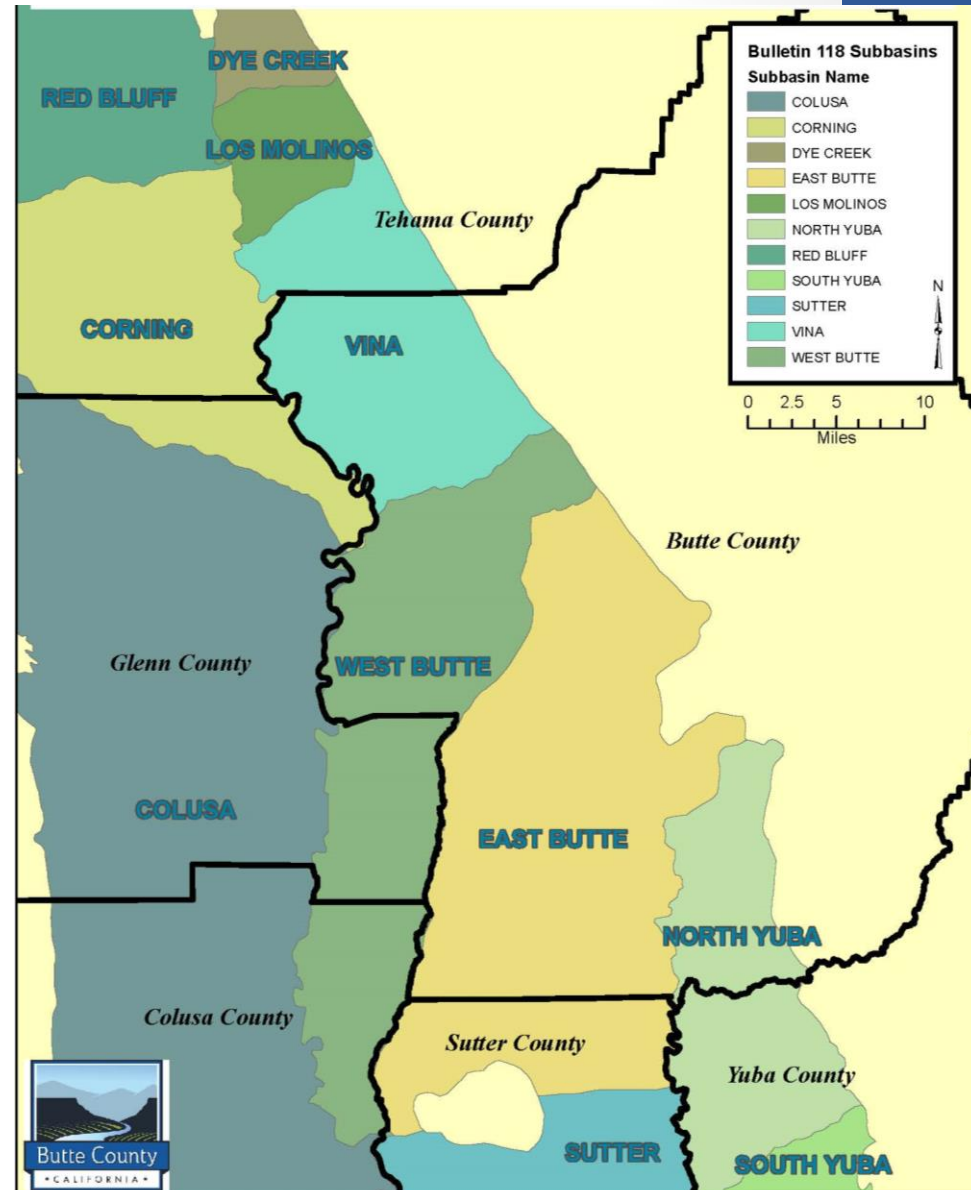 DYE CREEK
RED BLUFF
LOS MOLINOS
Tehama County
CORNING
VINA
Butte County
Glenn County
WEST BUTTE
COLUSA
EAST BUTTE
NORTH YUBA
Colusa County
Sutter County
Yuba County
SUTTER
SOUTH YUBA
Bulletin 118 Subbasins
Subbasin Name
COLUSA
CORNING
DYE CREEK
EAST BUTTE
LOS MOLINOS
NORTH YUBA
RED BLUFF
SOUTH YUBA
SUTTER
VINA
WEST BUTTE
N
0 2.5 5 10
Miles
Butte County
• CALIFORNIA •